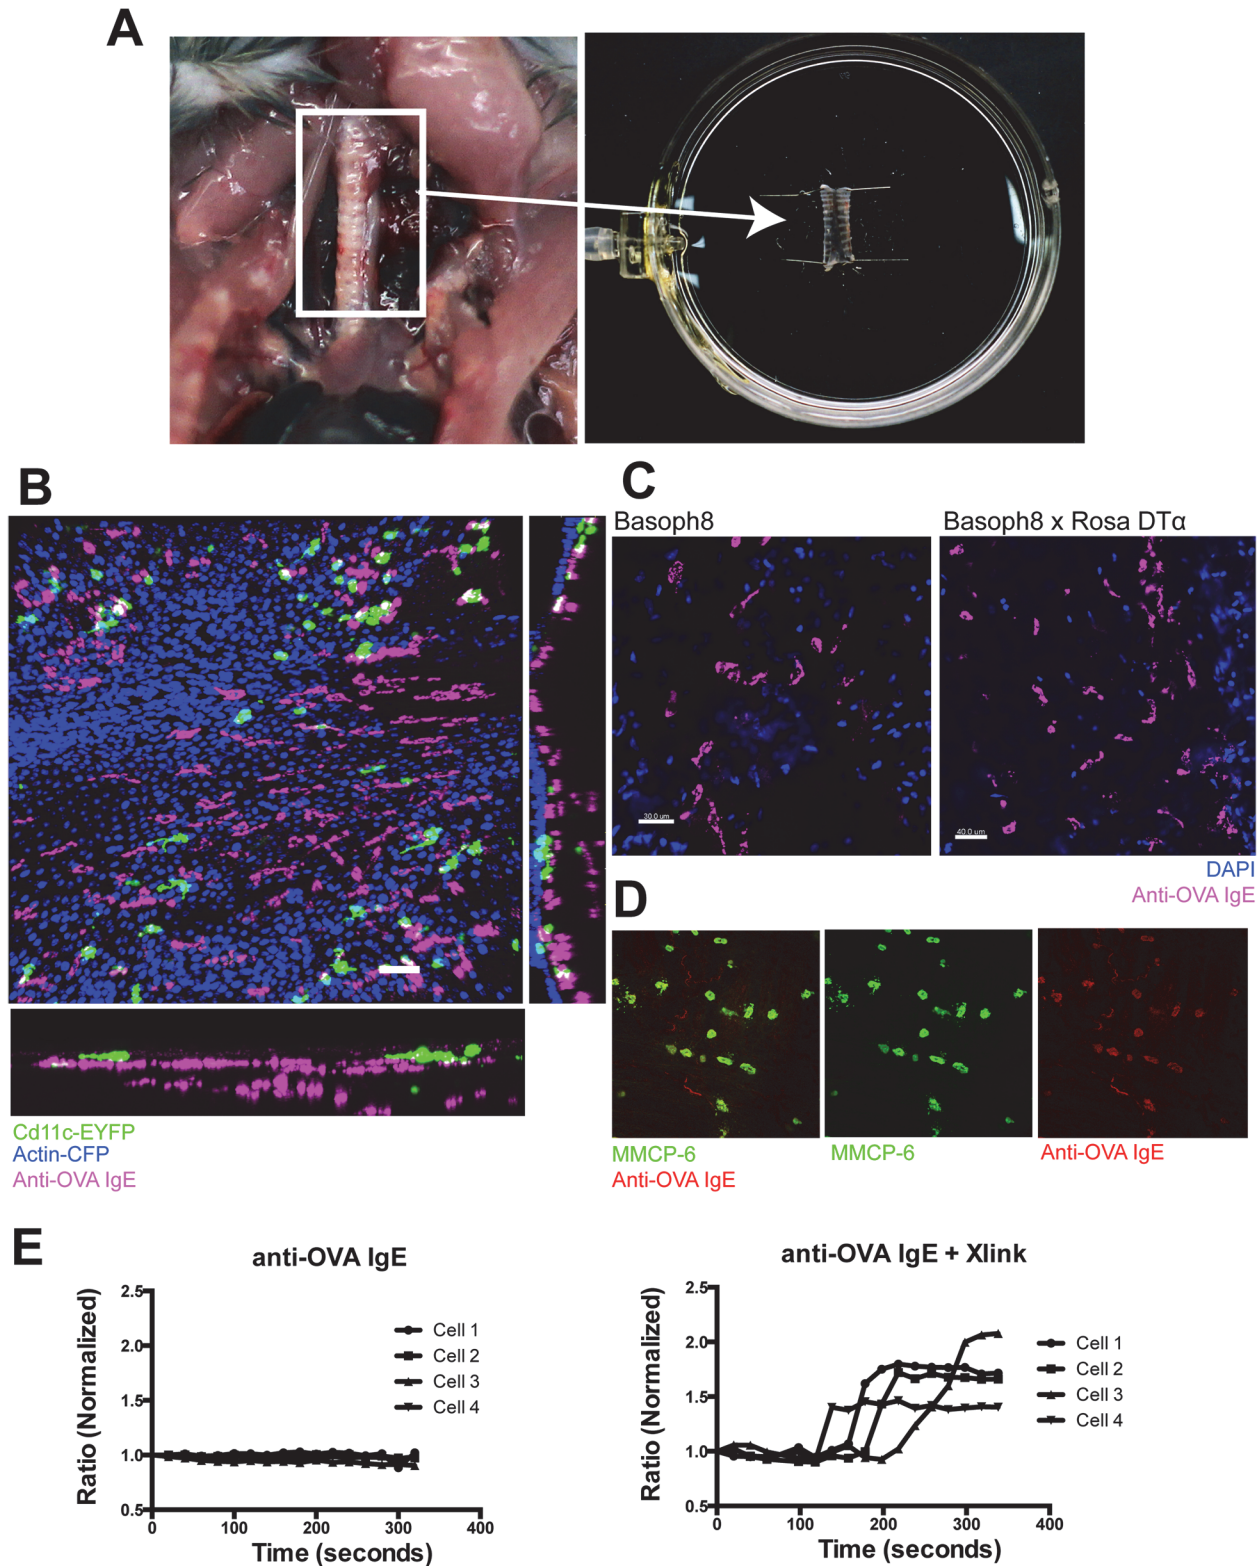 A
B
C
Basoph8
Basoph8 x Rosa DTα
30.0 um
40.0 um
DAPI
Anti-OVA IgE
D
Cd11c-EYFP
Actin-CFP
Anti-OVA IgE
MMCP-6
Anti-OVA IgE
MMCP-6
Anti-OVA IgE
E
anti-OVA IgE
Ratio (Normalized)
2.5
2.0
1.5
1.0
0.5
0 100 200 300 400
Time (seconds)
Cell 1
Cell 2
Cell 3
Cell 4
anti-OVA IgE + Xlink
Ratio (Normalized)
2.5
2.0
1.5
1.0
0.5
0 100 200 300 400
Time (seconds)
Cell 1
Cell 2
Cell 3
Cell 4